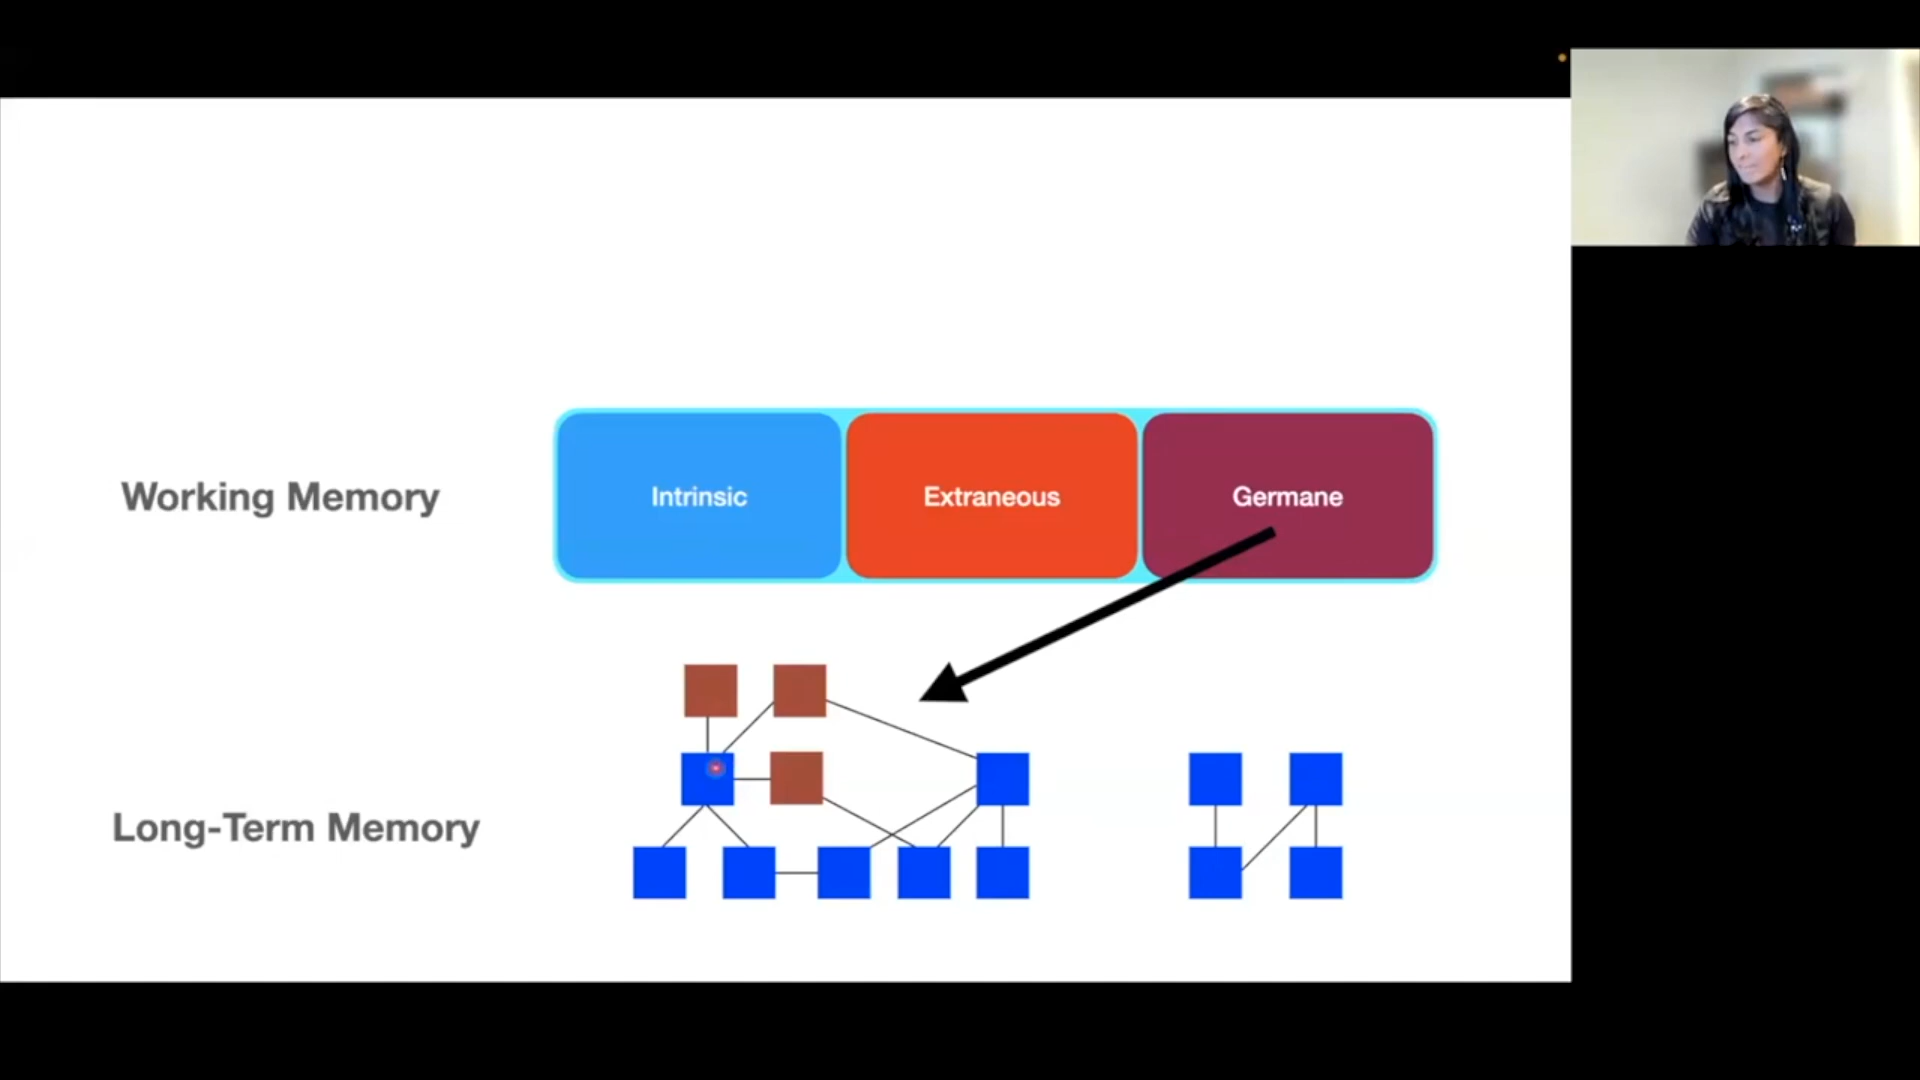 Working Memory
Intrinsic
Extraneous
Germane
Long-Term Memory